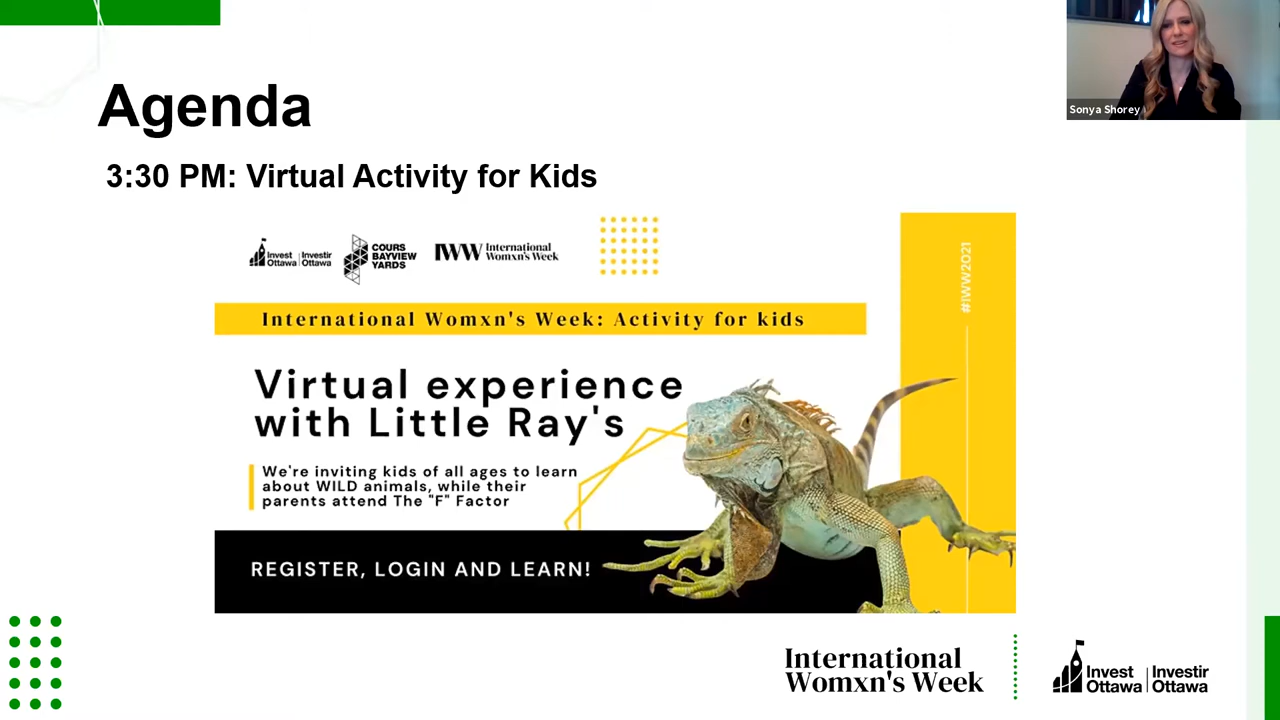 Agenda
Sonya Shorey
3:30 PM: Virtual Activity for Kids
Invest
Ottawa
Investir
Ottawa
COURS
BAYVIEW
YARDS
IWW
International
Womxn's Week
#IWW2021
International Womxn's Week: Activity for kids
Virtual experience
with Little Ray's
We're inviting kids of all ages to learn
about WILD animals, while their
parents attend The "F" Factor
REGISTER, LOGIN AND LEARN!
International
Womxn's Week
Invest
Ottawa
Investir
Ottawa